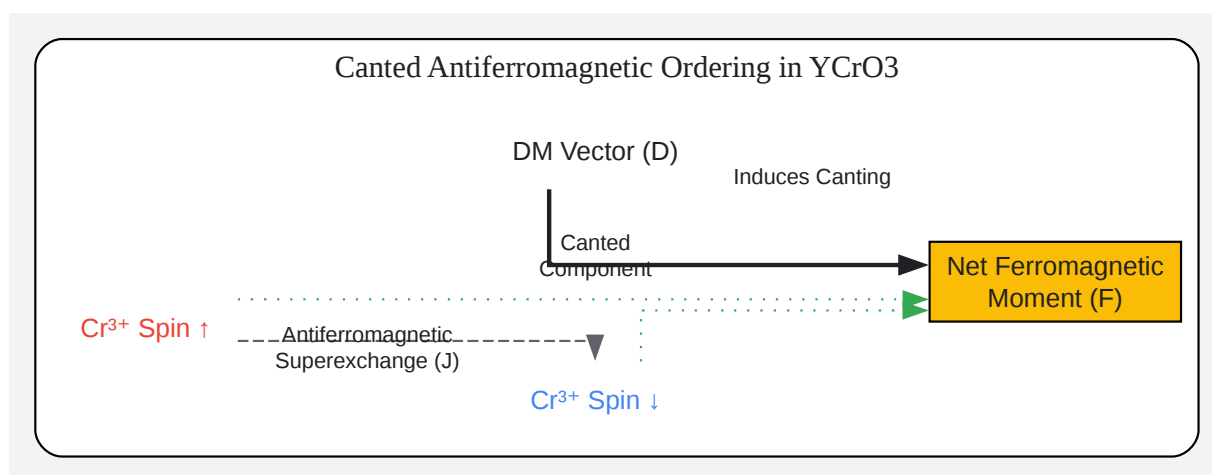 Canted Antiferromagnetic Ordering in YCrO3
DM Vector (D)
Induces Canting
Canted
Component
Net Ferromagnetic
Moment (F)
Cr³⁺ Spin ↑
Antiferromagnetic
Superexchange (J)
Cr³⁺ Spin ↓